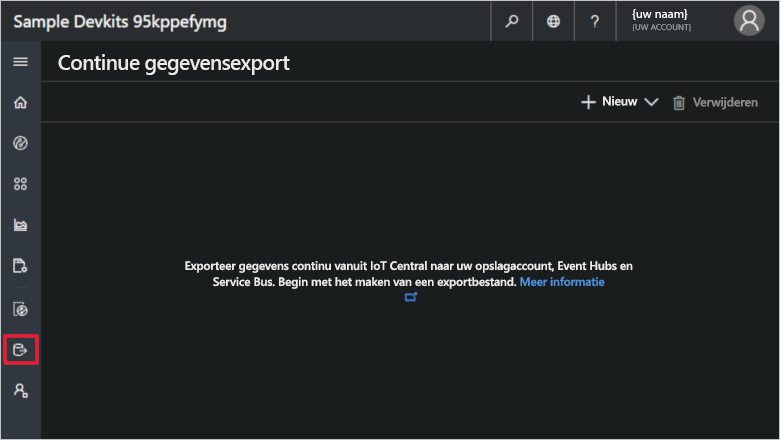 Sample Devkits 95kppefymg
?
{uw naam}
(UW ACCOUNT)
Continue gegevensexport
Nieuw
Verwijderen
Exporteer gegevens continu vanuit IoT Central naar uw opslagaccount, Event Hubs en
Service Bus. Begin met het maken van een exportbestand. Meer informatie